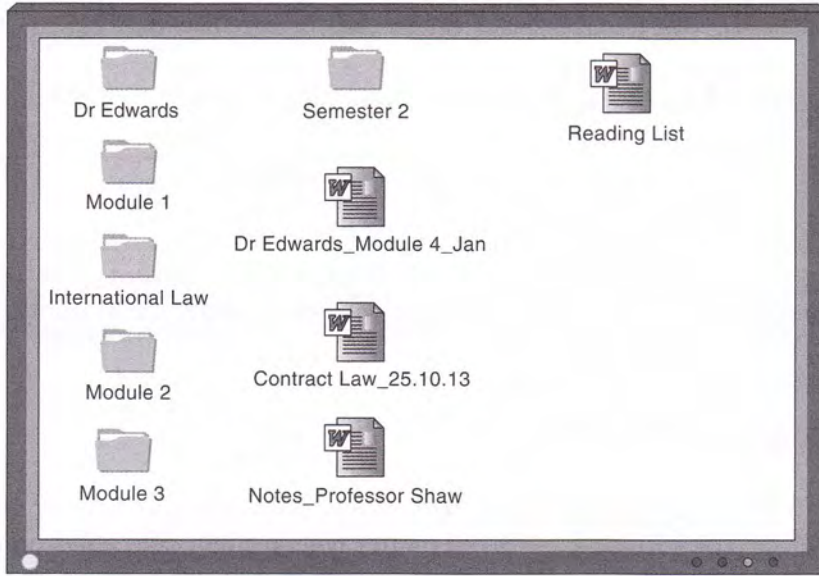 Dr Edwards
Semester 2
Reading List
Module 1
Dr Edwards_Module 4_Jan
International Law
Contract Law_25.10.13
Module 2
Module 3
Notes_Professor Shaw